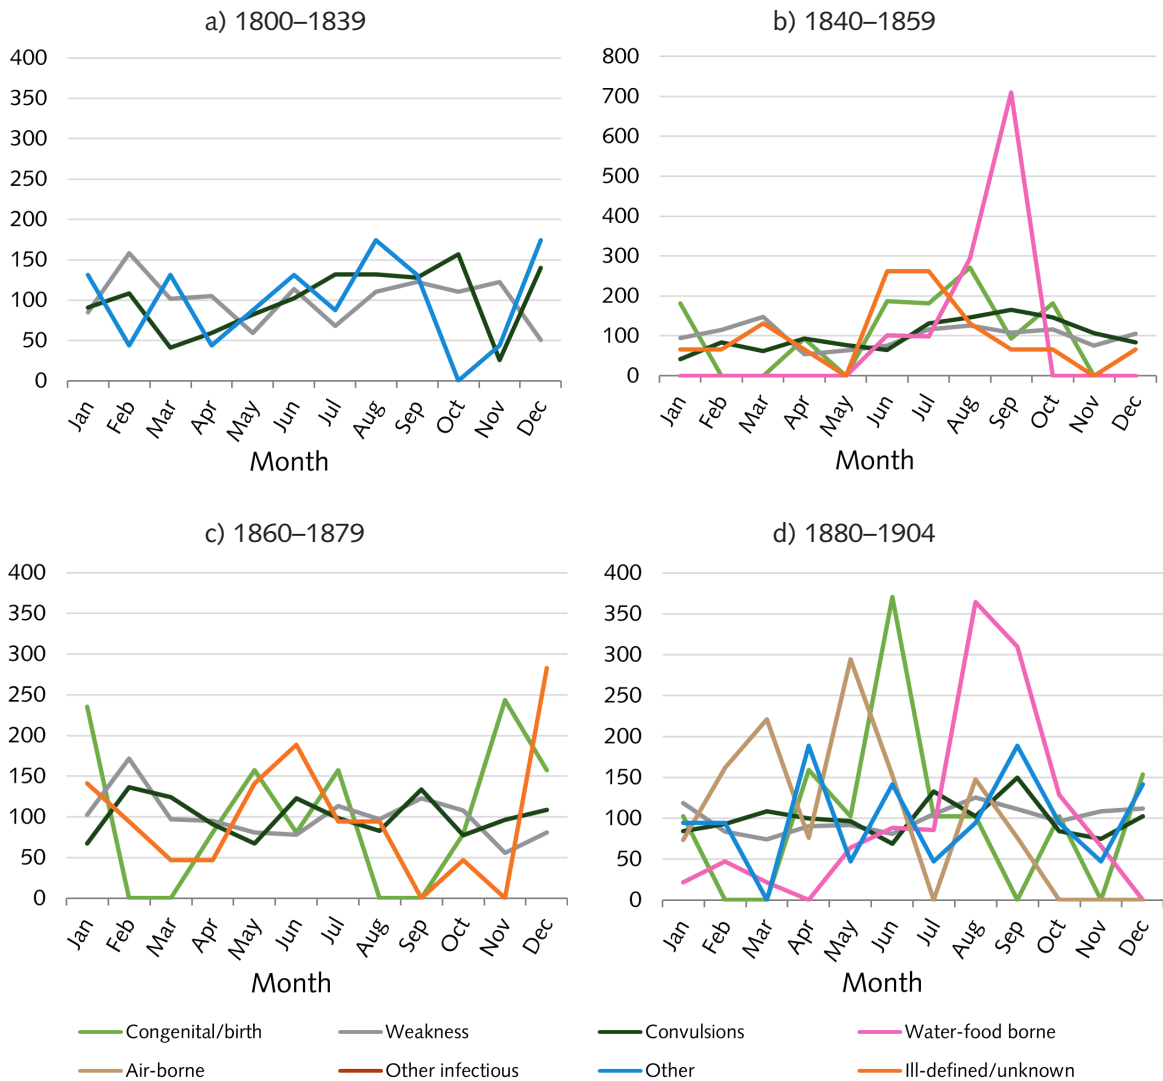 a) 1800–1839
400
350
300
250
200
150
100
50
0
Jan Feb Mar Apr May Jun Jul Aug Sep Oct Nov Dec
Month
b) 1840–1859
800
700
600
500
400
300
200
100
0
Jan Feb Mar Apr May Jun Jul Aug Sep Oct Nov Dec
Month
c) 1860–1879
400
350
300
250
200
150
100
50
0
Jan Feb Mar Apr May Jun Jul Aug Sep Oct Nov Dec
Month
d) 1880–1904
400
350
300
250
200
150
100
50
0
Jan Feb Mar Apr May Jun Jul Aug Sep Oct Nov Dec
Month
Congenital/birth Weakness Convulsions Water-food borne
Air-borne Other infectious Other Ill-defined/unknown